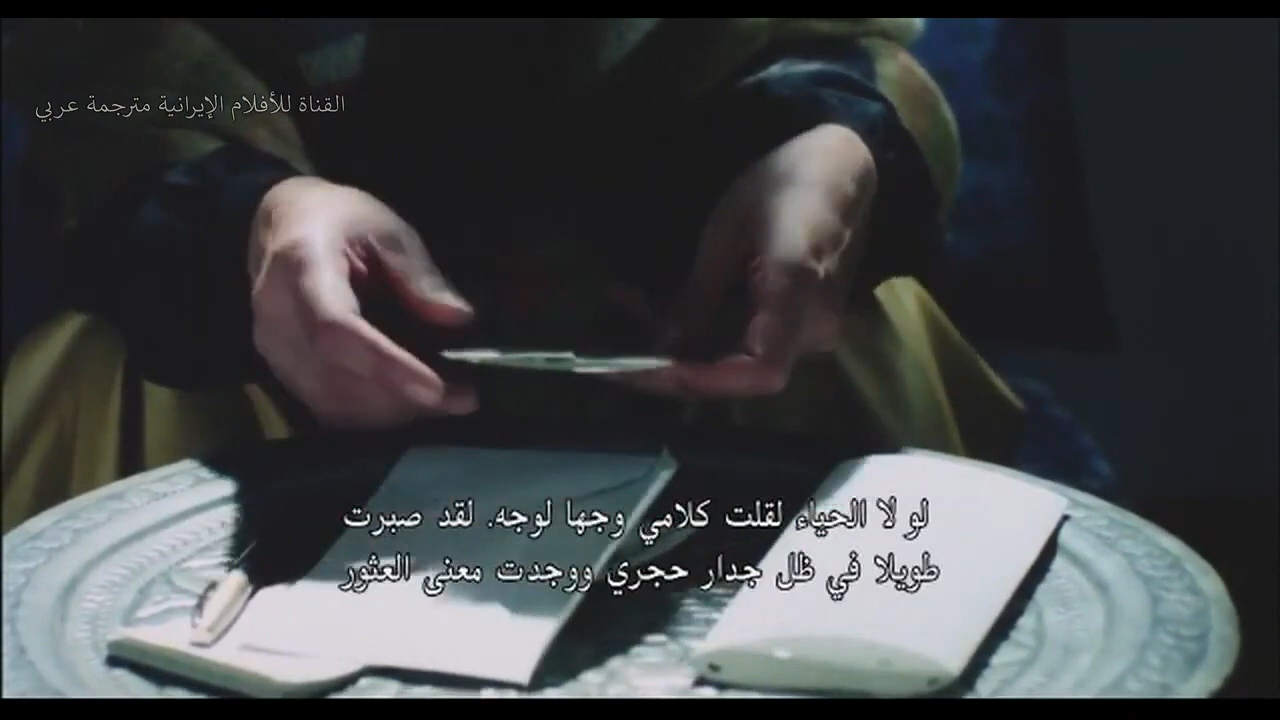 القناة للأفلام الإيرانية مترجمة عربي
لو لا الحياء لقلت كلامي وجها لوجه. لقد صبرت
طويلا في ظل جدار حجري ووجدت معنى العثور